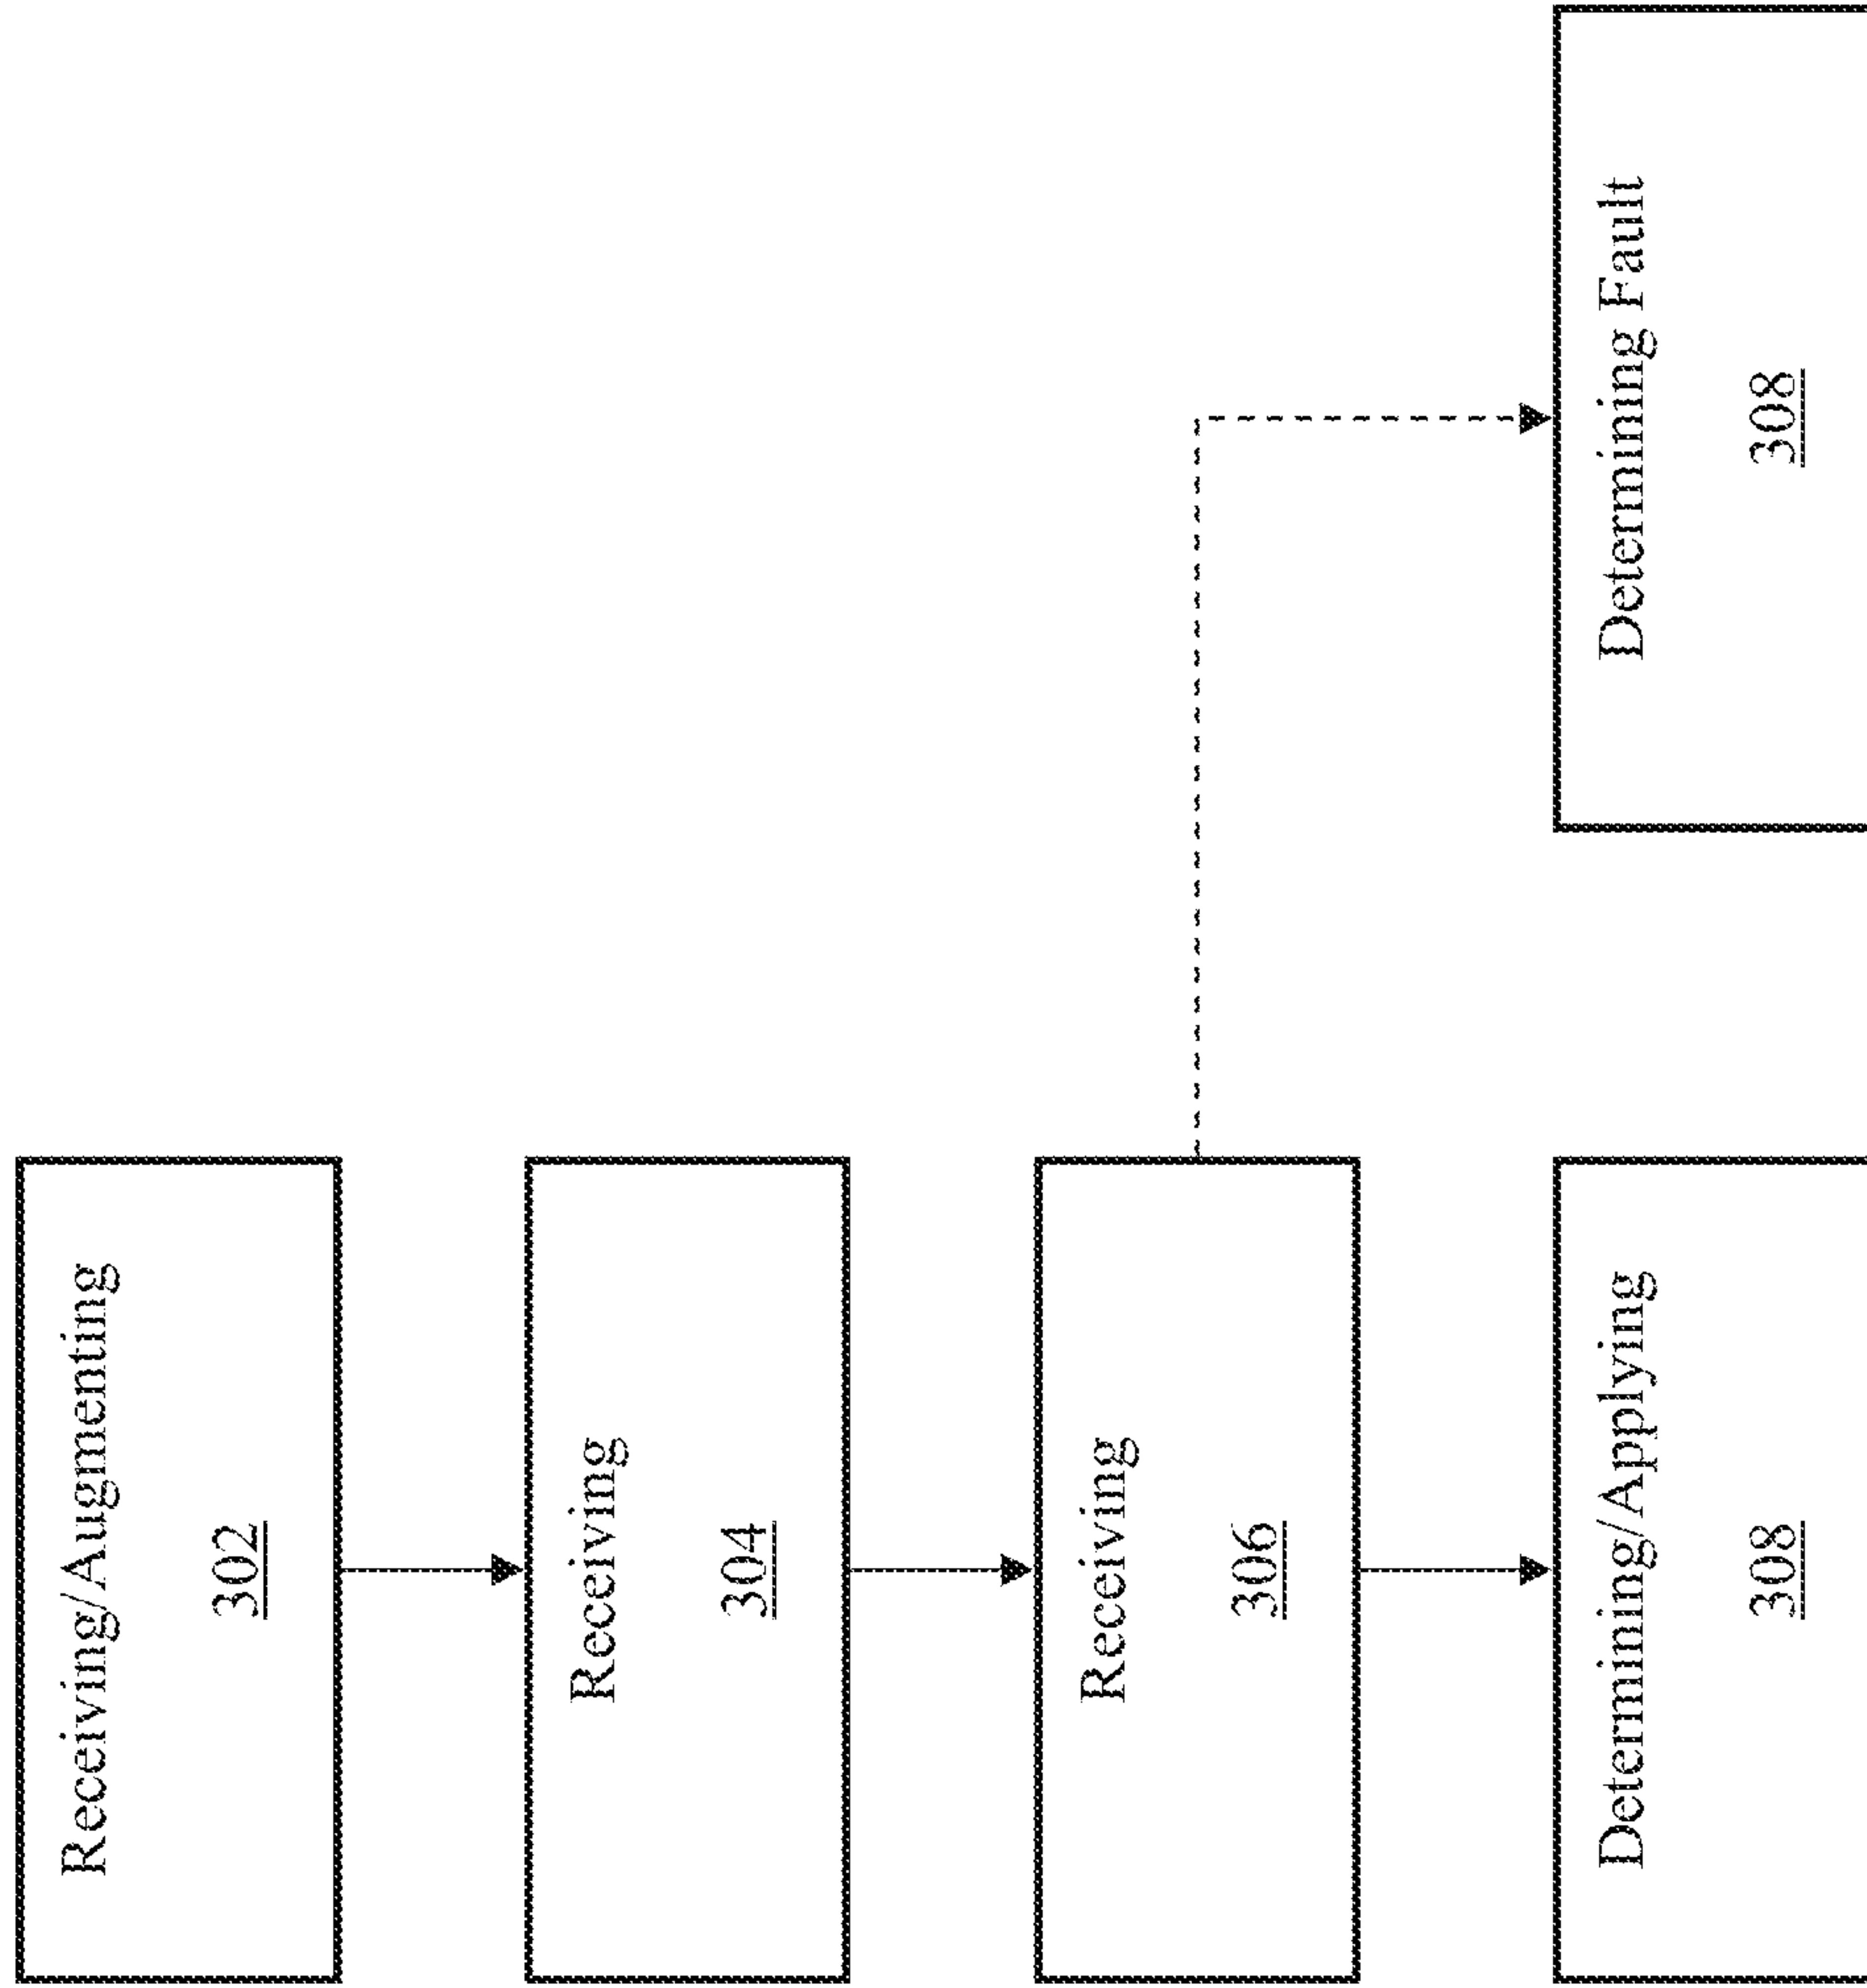 Receiving/Augmenting
302
Receiving
304
Receiving
306
Determining/Applying
308
Determining Fault
308